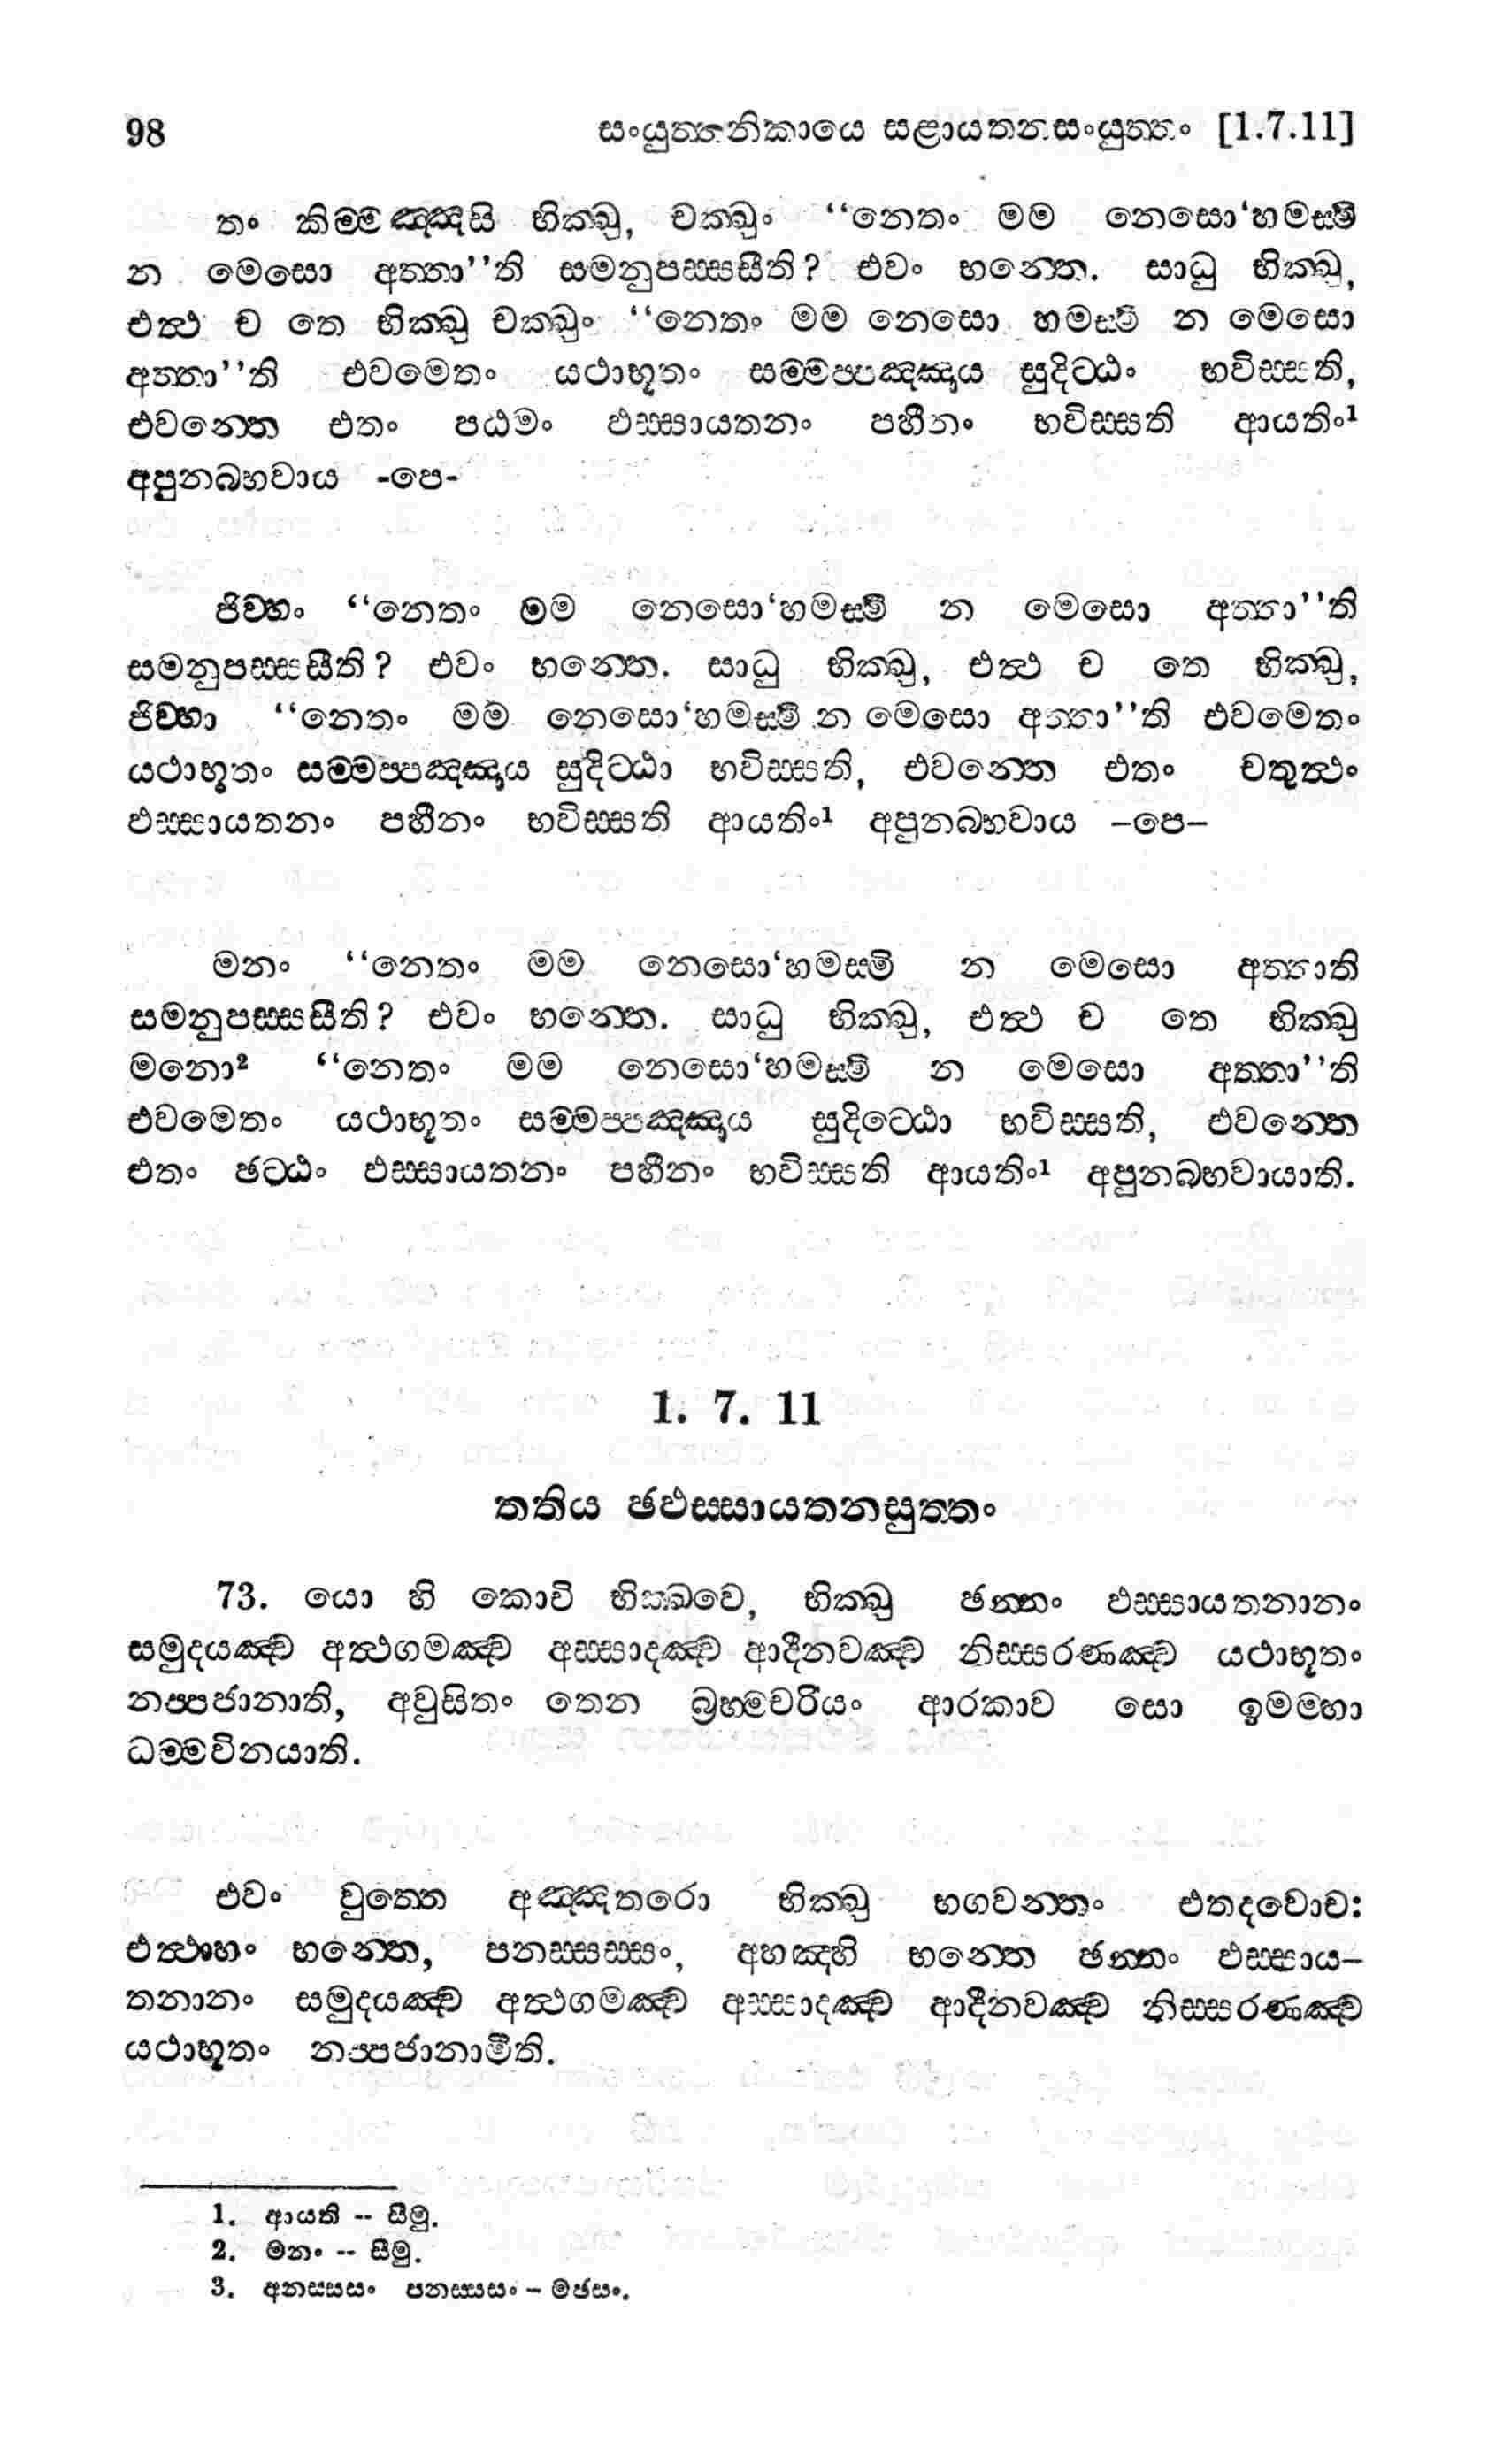 98 සංයුත්තනිකායෙ සළායතනසංයුත්තං [1.7.11]
තං කිම්මඤ්ඤසි භික්ඛු, චක්ඛුං “නෙතං මම නෙසො‘හමස්මි
න මෙසො අත්තා”ති සමනුපස්සසීති? එවං භන්තෙ. සාධු භික්ඛු,
එත්ථ ච තෙ භික්ඛු චක්ඛුං “නෙතං මම නෙසො හමස්මි න මෙසො
අත්තා”ති එවමෙතං යථාභූතං සම්මප්පඤ්ඤාය සුදිට්ඨං භවිස්සති,
එවන්තෙ එතං පඨමං ඵස්සායතනං පහීනං භවිස්සති ආයතිං¹
අපුනබ්භවාය -පෙ-
ජිව්හං “නෙතං මම නෙසො‘හමස්මි න මෙසො අත්තා”ති
සමනුපස්සසීති? එවං භන්තෙ. සාධු භික්ඛු, එත්ථ ච තෙ භික්ඛු,
ජිව්හා “නෙතං මම නෙසො‘හමස්මි න මෙසො අත්තා”ති එවමෙතං
යථාභූතං සම්මප්පඤ්ඤාය සුදිට්ඨා භවිස්සති, එවන්තෙ එතං චතුත්ථං
ඵස්සායතනං පහීනං භවිස්සති ආයතිං¹ අපුනබ්භවාය –පෙ–
මනං “නෙතං මම නෙසො‘හමස්මි න මෙසො අත්තාති
සමනුපස්සසීති? එවං භන්තෙ. සාධු භික්ඛු, එත්ථ ච තෙ භික්ඛු
මනො² “නෙතං මම නෙසො‘හමස්මි න මෙසො අත්තා”ති
එවමෙතං යථාභූතං සම්මප්පඤ්ඤාය සුදිට්ඨො භවිස්සති, එවන්තෙ
එතං ඡට්ඨං ඵස්සායතනං පහීනං භවිස්සති ආයතිං¹ අපුනබ්භවායාති.
1. 7. 11
තතිය ඡඵස්සායතනසුත්තං
73. යො හි කොචි භික්ඛවෙ, භික්ඛු ඡන්නං ඵස්සායතනානං
සමුදයඤ්ච අත්ථගමඤ්ච අස්සාදඤ්ච ආදීනවඤ්ච නිස්සරණඤ්ච යථාභූතං
නප්පජානාති, අවුසිතං තෙන බ්‍රහ්මචරියං ආරකාව සො ඉමම්හා
ධම්මවිනයාති.
එවං වුත්තෙ අඤ්ඤතරො භික්ඛු භගවන්තං එතදවොච:
එත්ථාහං භන්තෙ, පනස්සස්සං, අහඤ්හි භන්තෙ ඡන්නං ඵස්සාය–
තනානං සමුදයඤ්ච අත්ථගමඤ්ච අස්සාදඤ්ච ආදීනවඤ්ච නිස්සරණඤ්ච
යථාභූතං නප්පජානාමීති.
1. ආයති -- සීමු.
2. මනං -- සීමු.
3. අනස්සසං පනස්සසං – මඡසං.